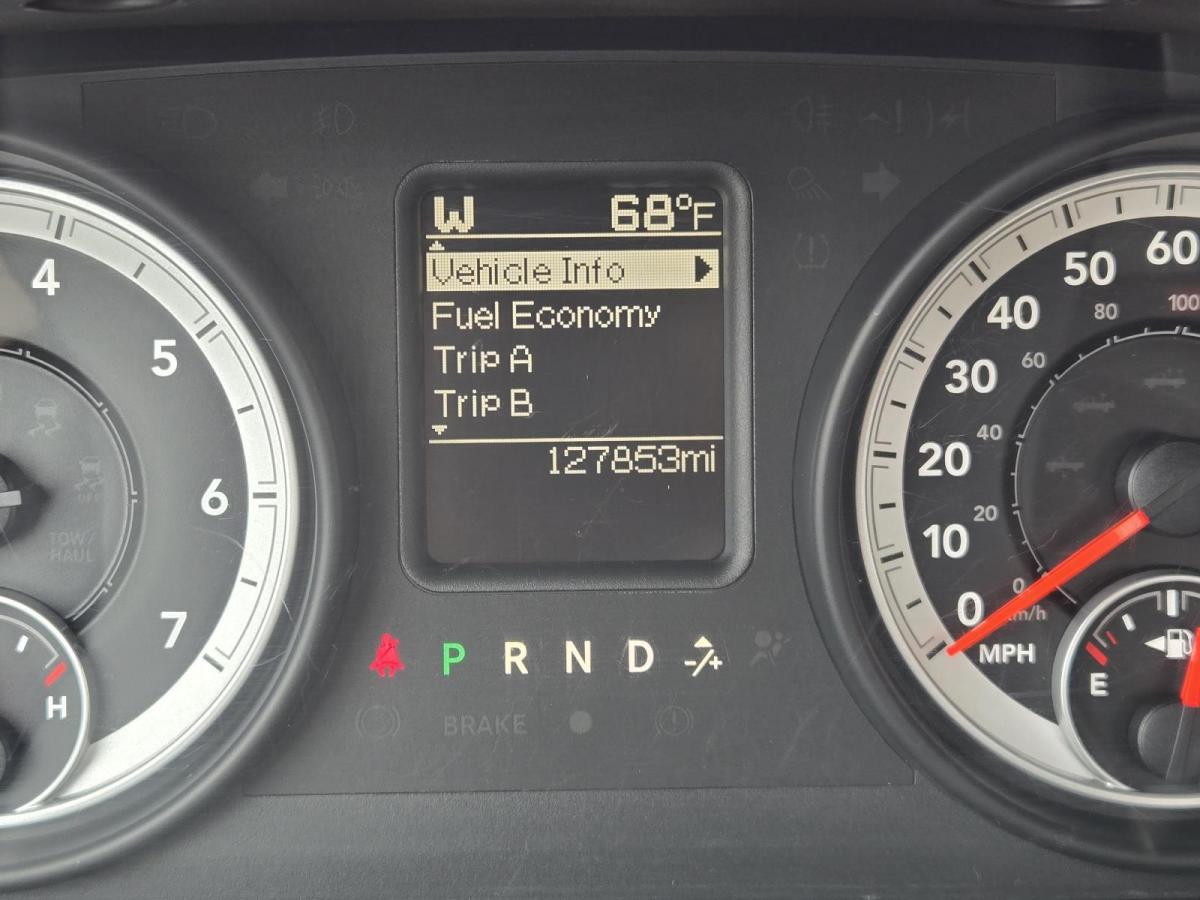 W 68°F
Vehicle Info
Fuel Economy
Trip A
Trip B
127853mi
4
5
6
7
H
TOW/
HAUL
OFF
P R N D -/+
BRAKE
60
50
40
30
20
10
0
MPH
100
80
60
40
20
0
km/h
E